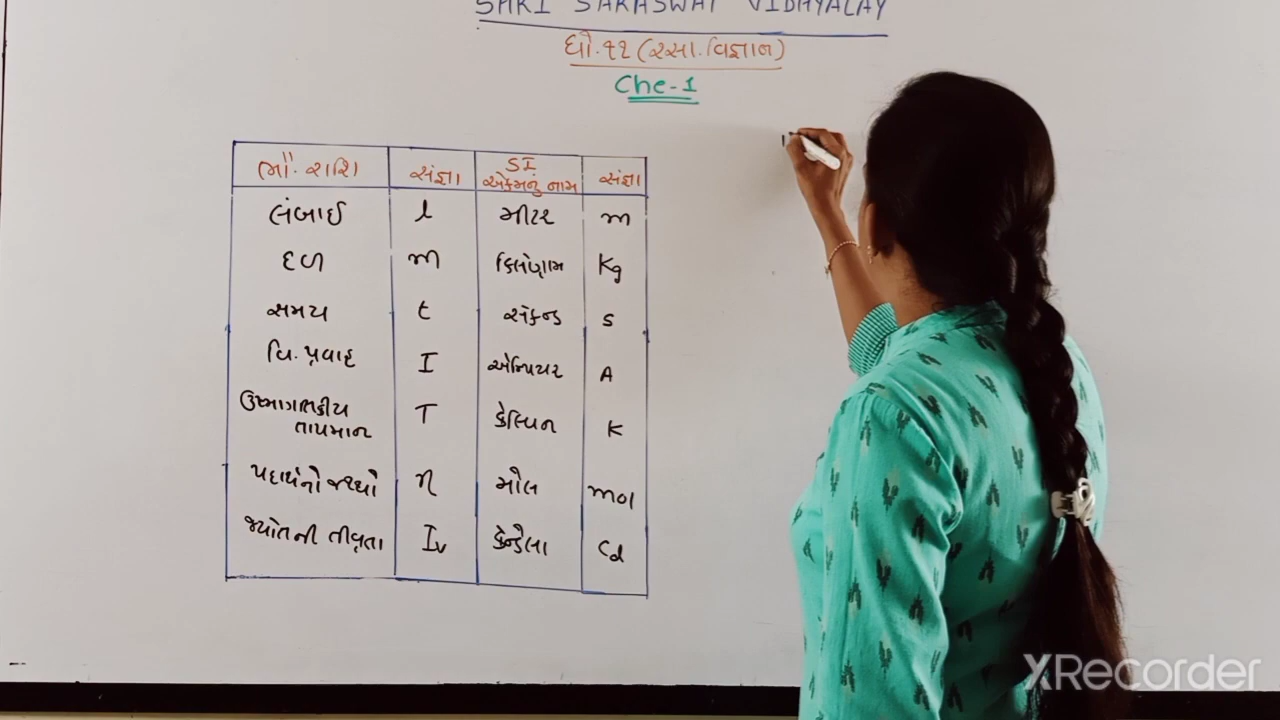 SHRI SARASWAT VIDHYALAY
ધો.૧૧ (રસા.વિજ્ઞાન)
Che-1
ભૌ. રાશિ સંજ્ઞા SI એકમનું નામ સંજ્ઞા
લંબાઈ l મીટર m
દળ m કિલોગ્રામ Kg
સમય t સેકન્ડ s
વિ. પ્રવાહ I એમ્પિયર A
ઉષ્માગતિકીય તાપમાન T કેલ્વિન K
પદાર્થનો જથ્થો n મોલ mol
જ્યોતની તીવ્રતા Iv કેન્ડેલા Cd
XRecorder